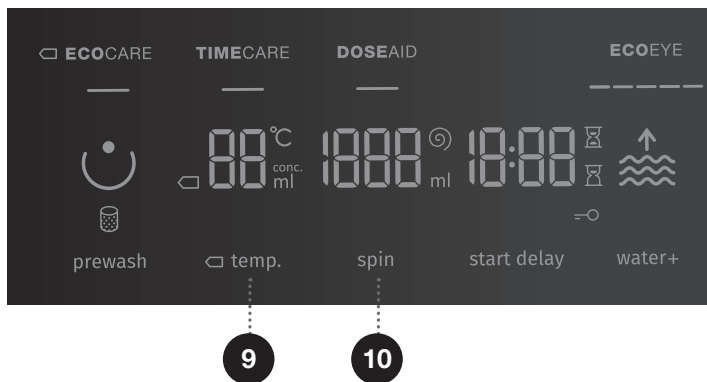 ECOCARE TIMECARE DOSEAID ECOEYE
88 °C 1888 18:88
conc.
ml ml
prewash temp. spin start delay water+
9 10